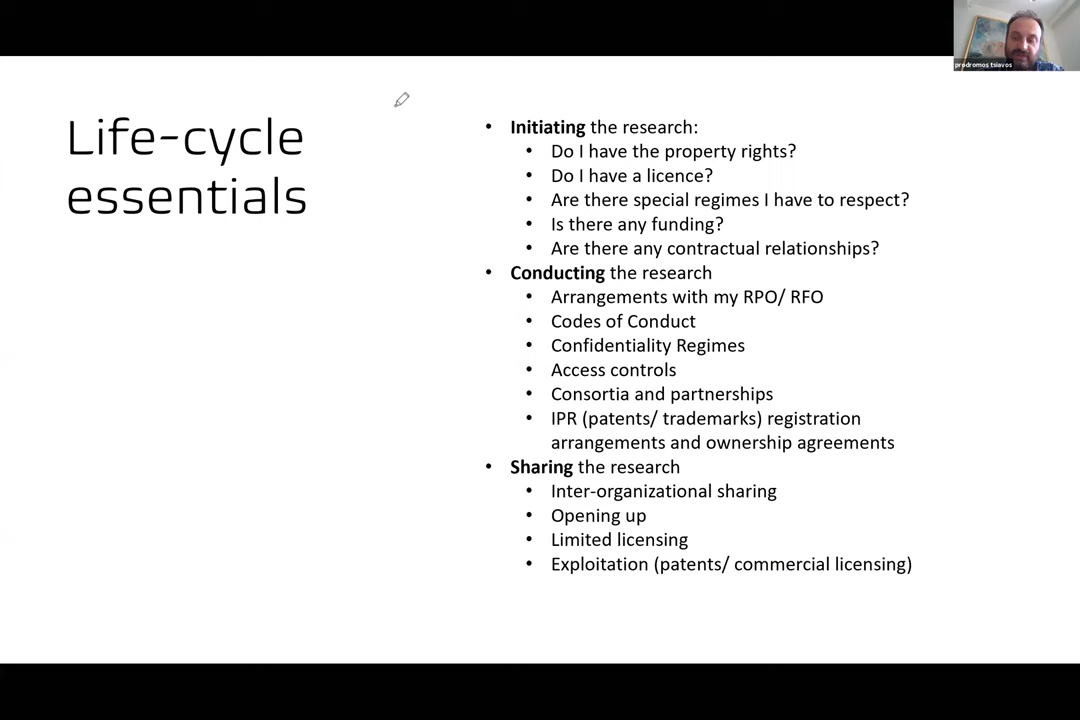 prodromos tsiavos
Life-cycle
essentials
• Initiating the research:
• Do I have the property rights?
• Do I have a licence?
• Are there special regimes I have to respect?
• Is there any funding?
• Are there any contractual relationships?
• Conducting the research
• Arrangements with my RPO/ RFO
• Codes of Conduct
• Confidentiality Regimes
• Access controls
• Consortia and partnerships
• IPR (patents/ trademarks) registration
arrangements and ownership agreements
• Sharing the research
• Inter-organizational sharing
• Opening up
• Limited licensing
• Exploitation (patents/ commercial licensing)